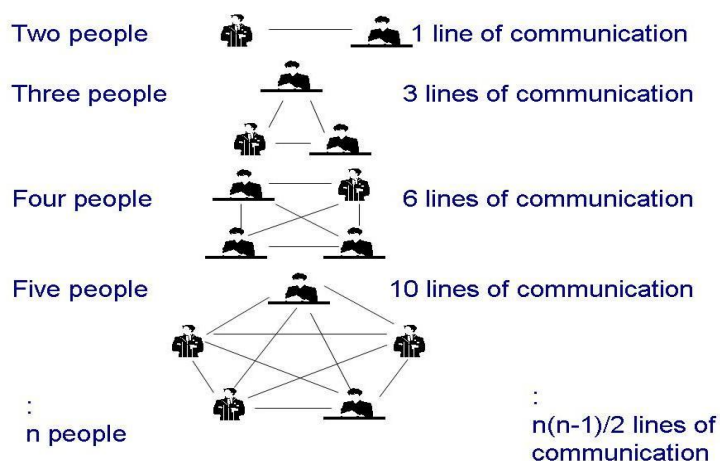 Two people 1 line of communication
Three people 3 lines of communication
Four people 6 lines of communication
Five people 10 lines of communication
: :
n people n(n-1)/2 lines of
communication